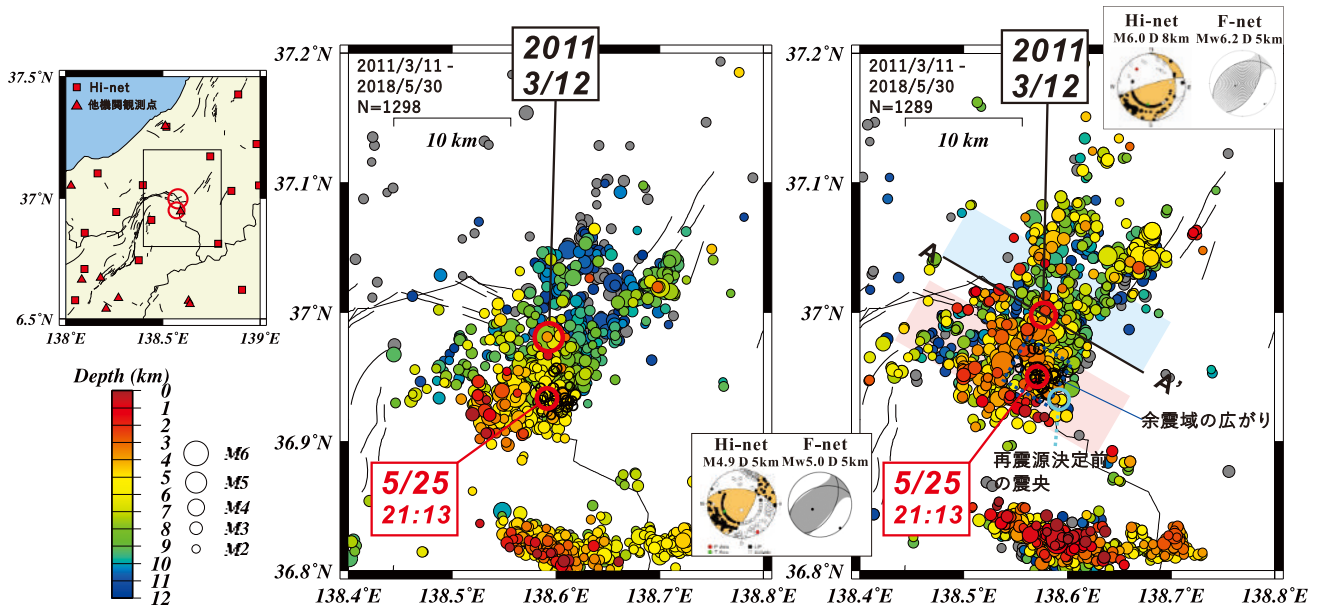 37.5°N
37°N
36.5°N
138°E
138.5°E
139°E
Hi-net
他機関観測点
Depth (km)
0
1
2
3
4
5
6
7
8
9
10
11
12
M6
M5
M4
M3
M2
37.2°N
37.1°N
37°N
36.9°N
36.8°N
138.4°E
138.5°E
138.6°E
138.7°E
138.8°E
2011/3/11 -
2018/5/30
N=1298
10 km
2011
3/12
5/25
21:13
Hi-net
F-net
M4.9 D 5km
Mw5.0 D 5km
37.2°N
37.1°N
37°N
36.9°N
36.8°N
138.4°E
138.5°E
138.6°E
138.7°E
138.8°E
2011/3/11 -
2018/5/30
N=1289
10 km
2011
3/12
Hi-net
F-net
M6.0 D 8km
Mw6.2 D 5km
A
A'
余震域の広がり
再震源決定前
の震央
5/25
21:13